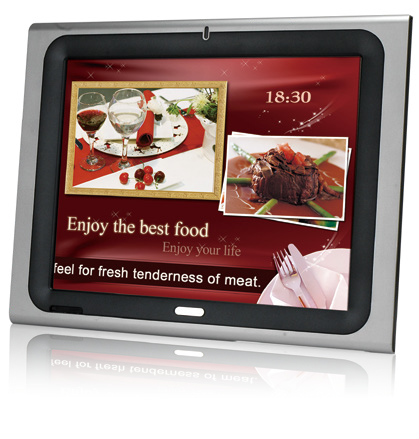 18:30
Enjoy the best food
Enjoy your life
feel for fresh tenderness of meat.